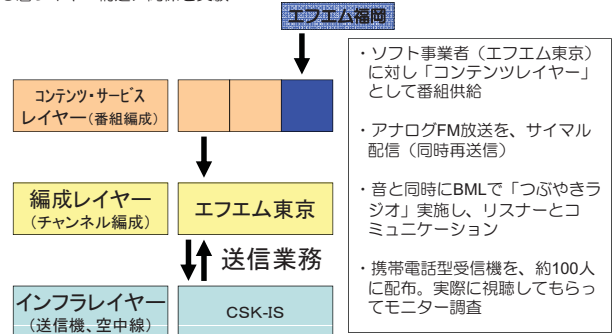 エフエム福岡
コンテンツ・サービス
レイヤー(番組編成)
編成レイヤー
(チャンネル編成)
エフエム東京
送信業務
インフラレイヤー
(送信機、空中線)
CSK-IS
・ソフト事業者（エフエム東京）
に対し「コンテンツレイヤー」
として番組供給
・アナログFM放送を、サイマル
配信（同時再送信）
・音と同時にBMLで「つぶやきラ
ジオ」実施し、リスナーとコ
ミュニケーション
・携帯電話型受信機を、約100人
に配布。実際に視聴してもらっ
てモニター調査